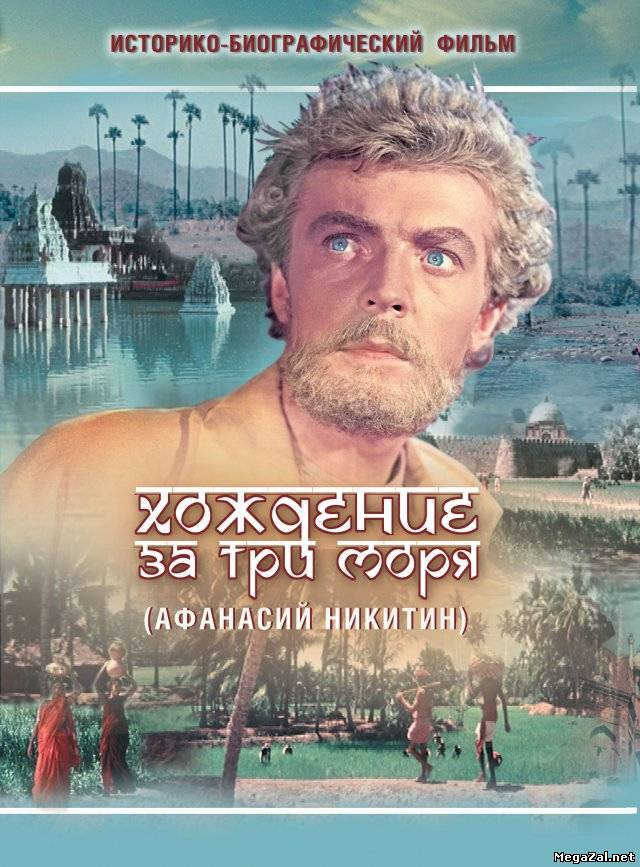 ИСТОРИКО-БИОГРАФИЧЕСКИЙ ФИЛЬМ
ХОЖДЕНИЕ
ЗА ТРИ МОРЯ
(АФАНАСИЙ НИКИТИН)
MegaZal.net